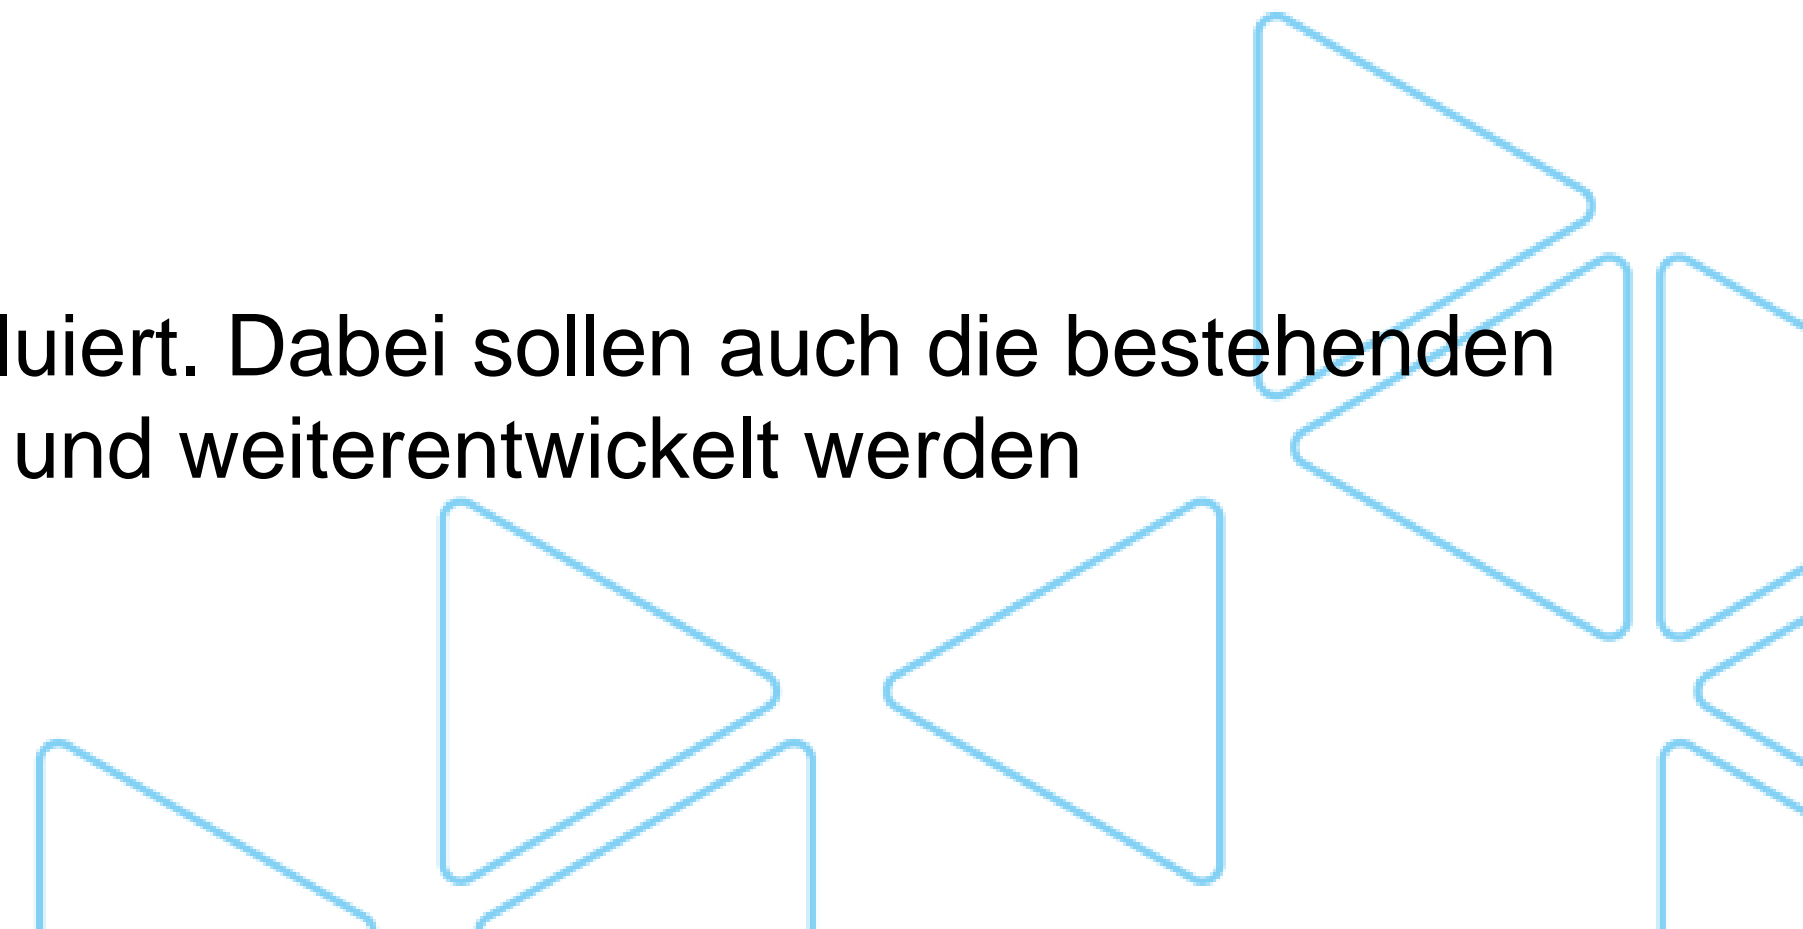 luiert. Dabei sollen auch die bestehenden
und weiterentwickelt werden